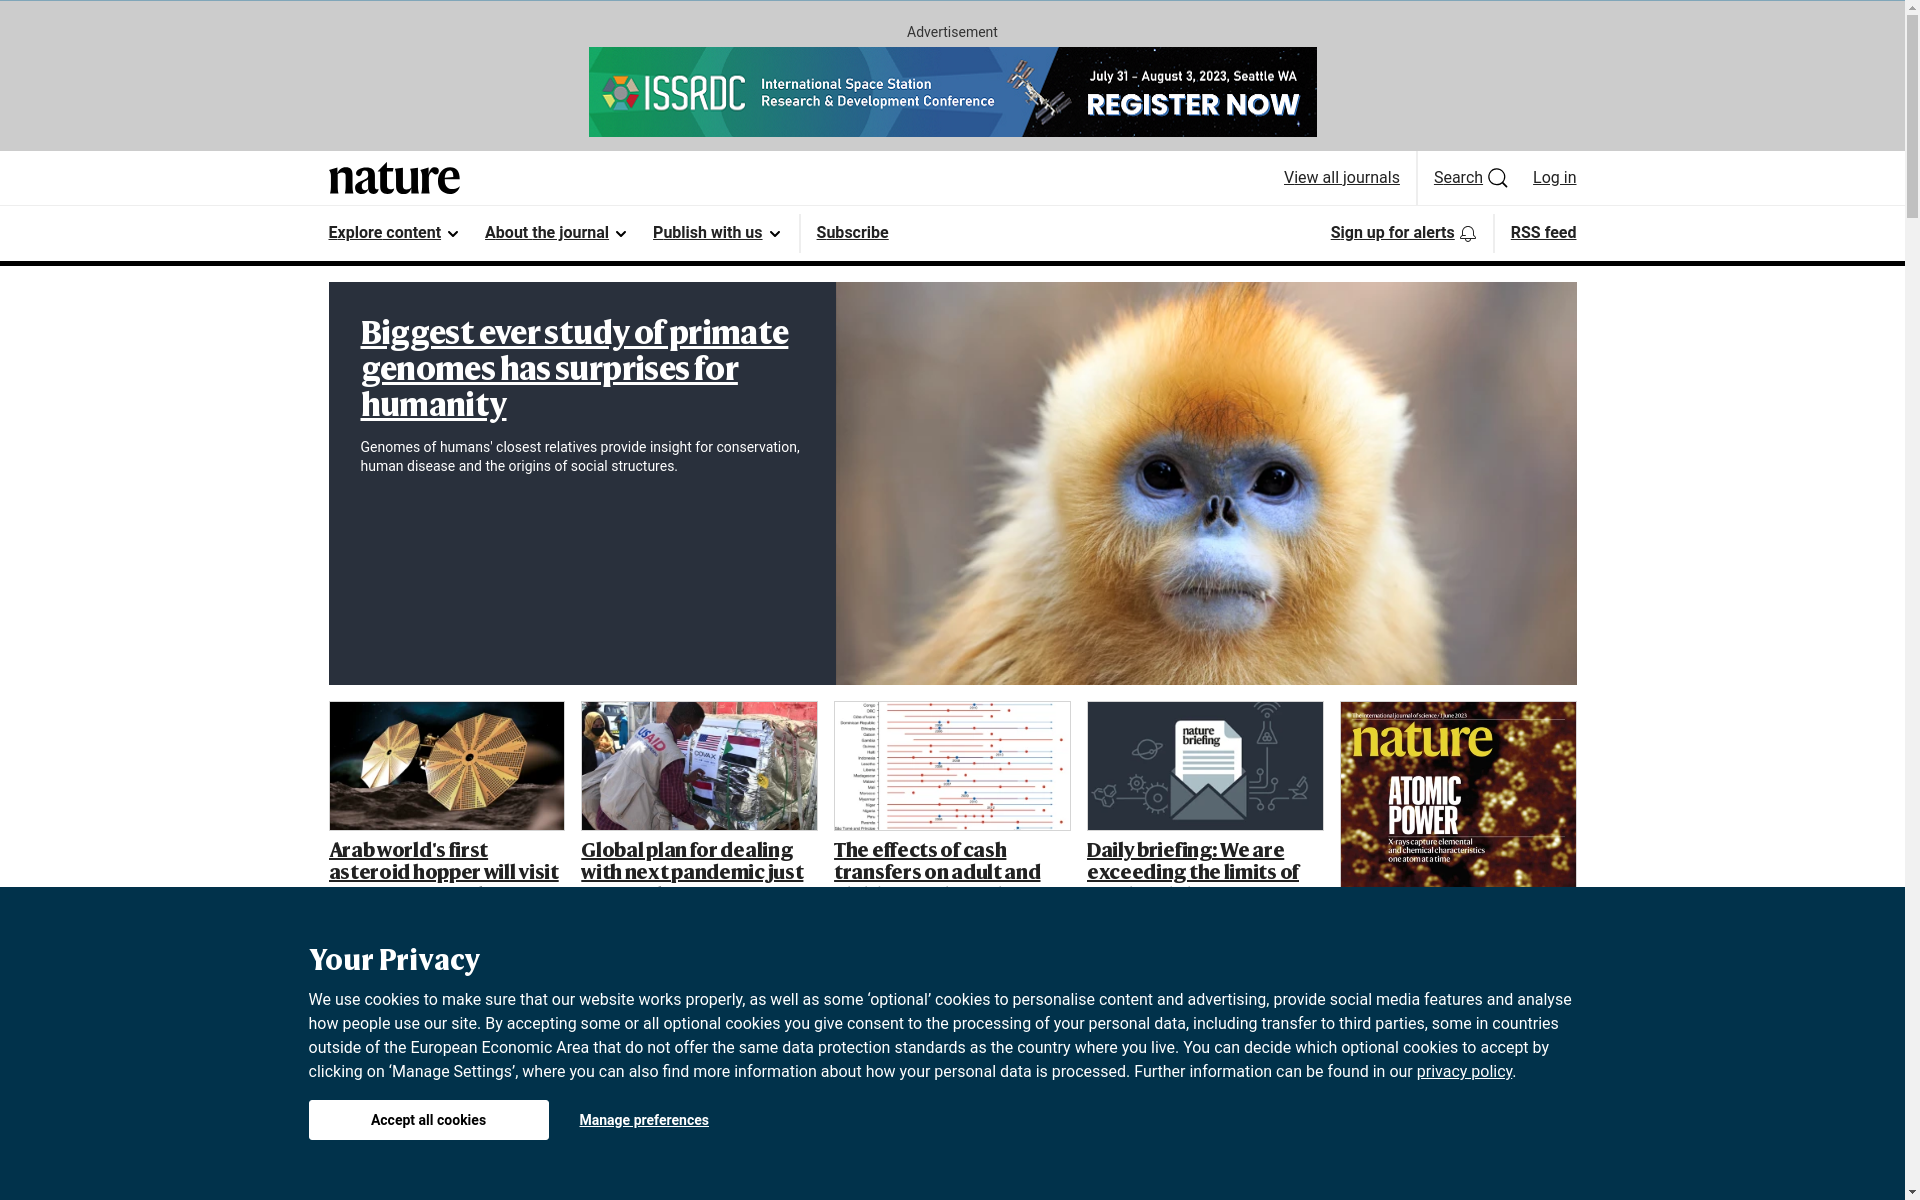 Advertisement
ISSRDC
International Space Station
Research & Development Conference
July 31 - August 3, 2023, Seattle WA
REGISTER NOW
nature
View all journals
Search
Log in
Explore content
About the journal
Publish with us
Subscribe
Sign up for alerts
RSS feed
Biggest ever study of primate
genomes has surprises for
humanity
Genomes of humans' closest relatives provide insight for conservation,
human disease and the origins of social structures.
USAID
COVAX
nature
briefing
The international journal of science / 1 June 2023
nature
ATOMIC
POWER
X-rays capture elemental
and chemical characteristics
one atom at a time
Arab world's first
asteroid hopper will visit
Global plan for dealing
with next pandemic just
The effects of cash
transfers on adult and
Daily briefing: We are
exceeding the limits of
Your Privacy
We use cookies to make sure that our website works properly, as well as some ‘optional’ cookies to personalise content and advertising, provide social media features and analyse
how people use our site. By accepting some or all optional cookies you give consent to the processing of your personal data, including transfer to third parties, some in countries
outside of the European Economic Area that do not offer the same data protection standards as the country where you live. You can decide which optional cookies to accept by
clicking on ‘Manage Settings’, where you can also find more information about how your personal data is processed. Further information can be found in our privacy policy.
Accept all cookies
Manage preferences